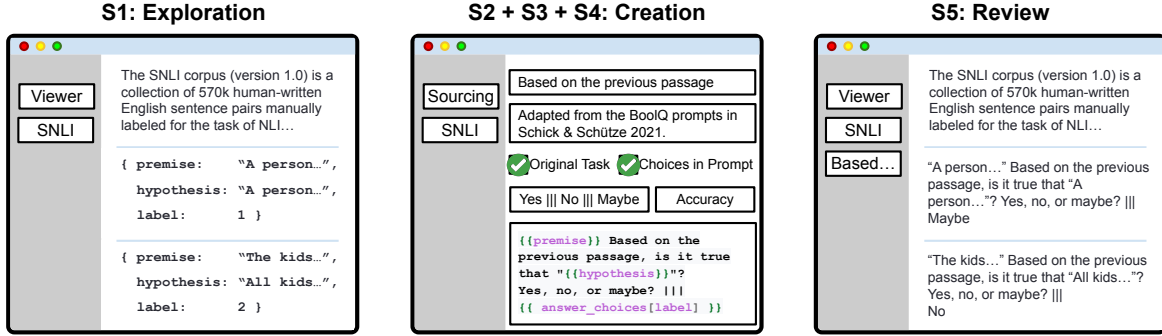 S1: Exploration
Viewer
SNLI
The SNLI corpus (version 1.0) is a
collection of 570k human-written
English sentence pairs manually
labeled for the task of NLI…
{ premise: “A person…”,
hypothesis: “A person…”,
label: 1 }
{ premise: “The kids…”,
hypothesis: “All kids…”,
label: 2 }
S2 + S3 + S4: Creation
Sourcing
SNLI
Based on the previous passage
Adapted from the BoolQ prompts in
Schick & Schütze 2021.
Original Task Choices in Prompt
Yes ||| No ||| Maybe Accuracy
{{premise}} Based on the
previous passage, is it true
that "{{hypothesis}}"?
Yes, no, or maybe? |||
{{ answer_choices[label] }}
S5: Review
Viewer
SNLI
Based…
The SNLI corpus (version 1.0) is a
collection of 570k human-written
English sentence pairs manually
labeled for the task of NLI…
“A person…” Based on the previous
passage, is it true that “A
person…”? Yes, no, or maybe? |||
Maybe
“The kids…” Based on the previous
passage, is it true that “All kids…”?
Yes, no, or maybe? |||
No